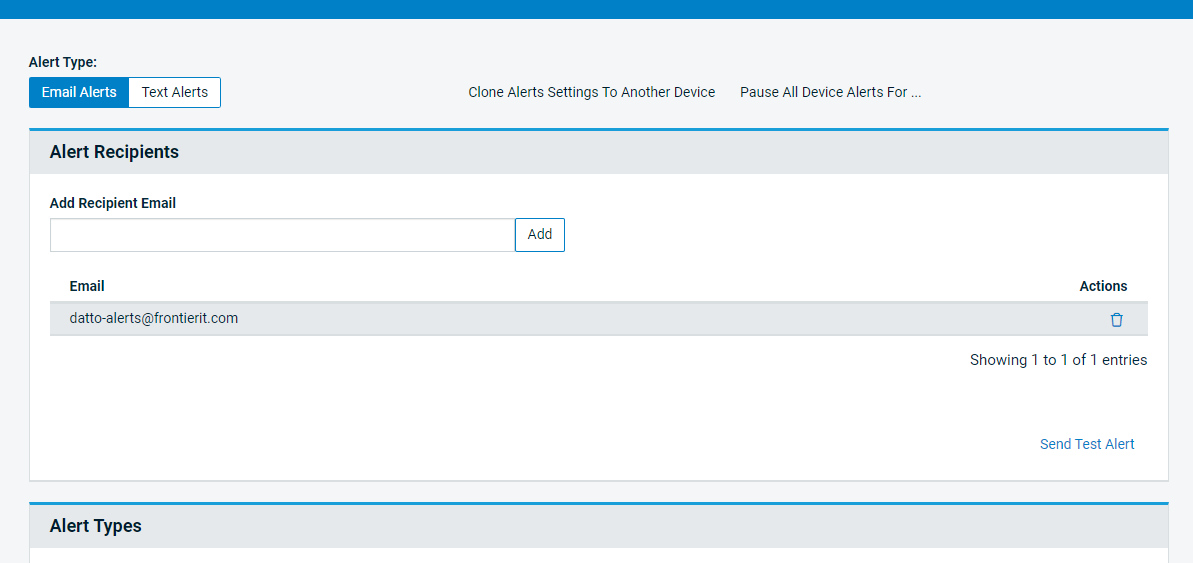 Alert Type:
Email Alerts Text Alerts Clone Alerts Settings To Another Device Pause All Device Alerts For ...
Alert Recipients
Add Recipient Email
Add
Email Actions
datto-alerts@frontierit.com
Showing 1 to 1 of 1 entries
Send Test Alert
Alert Types